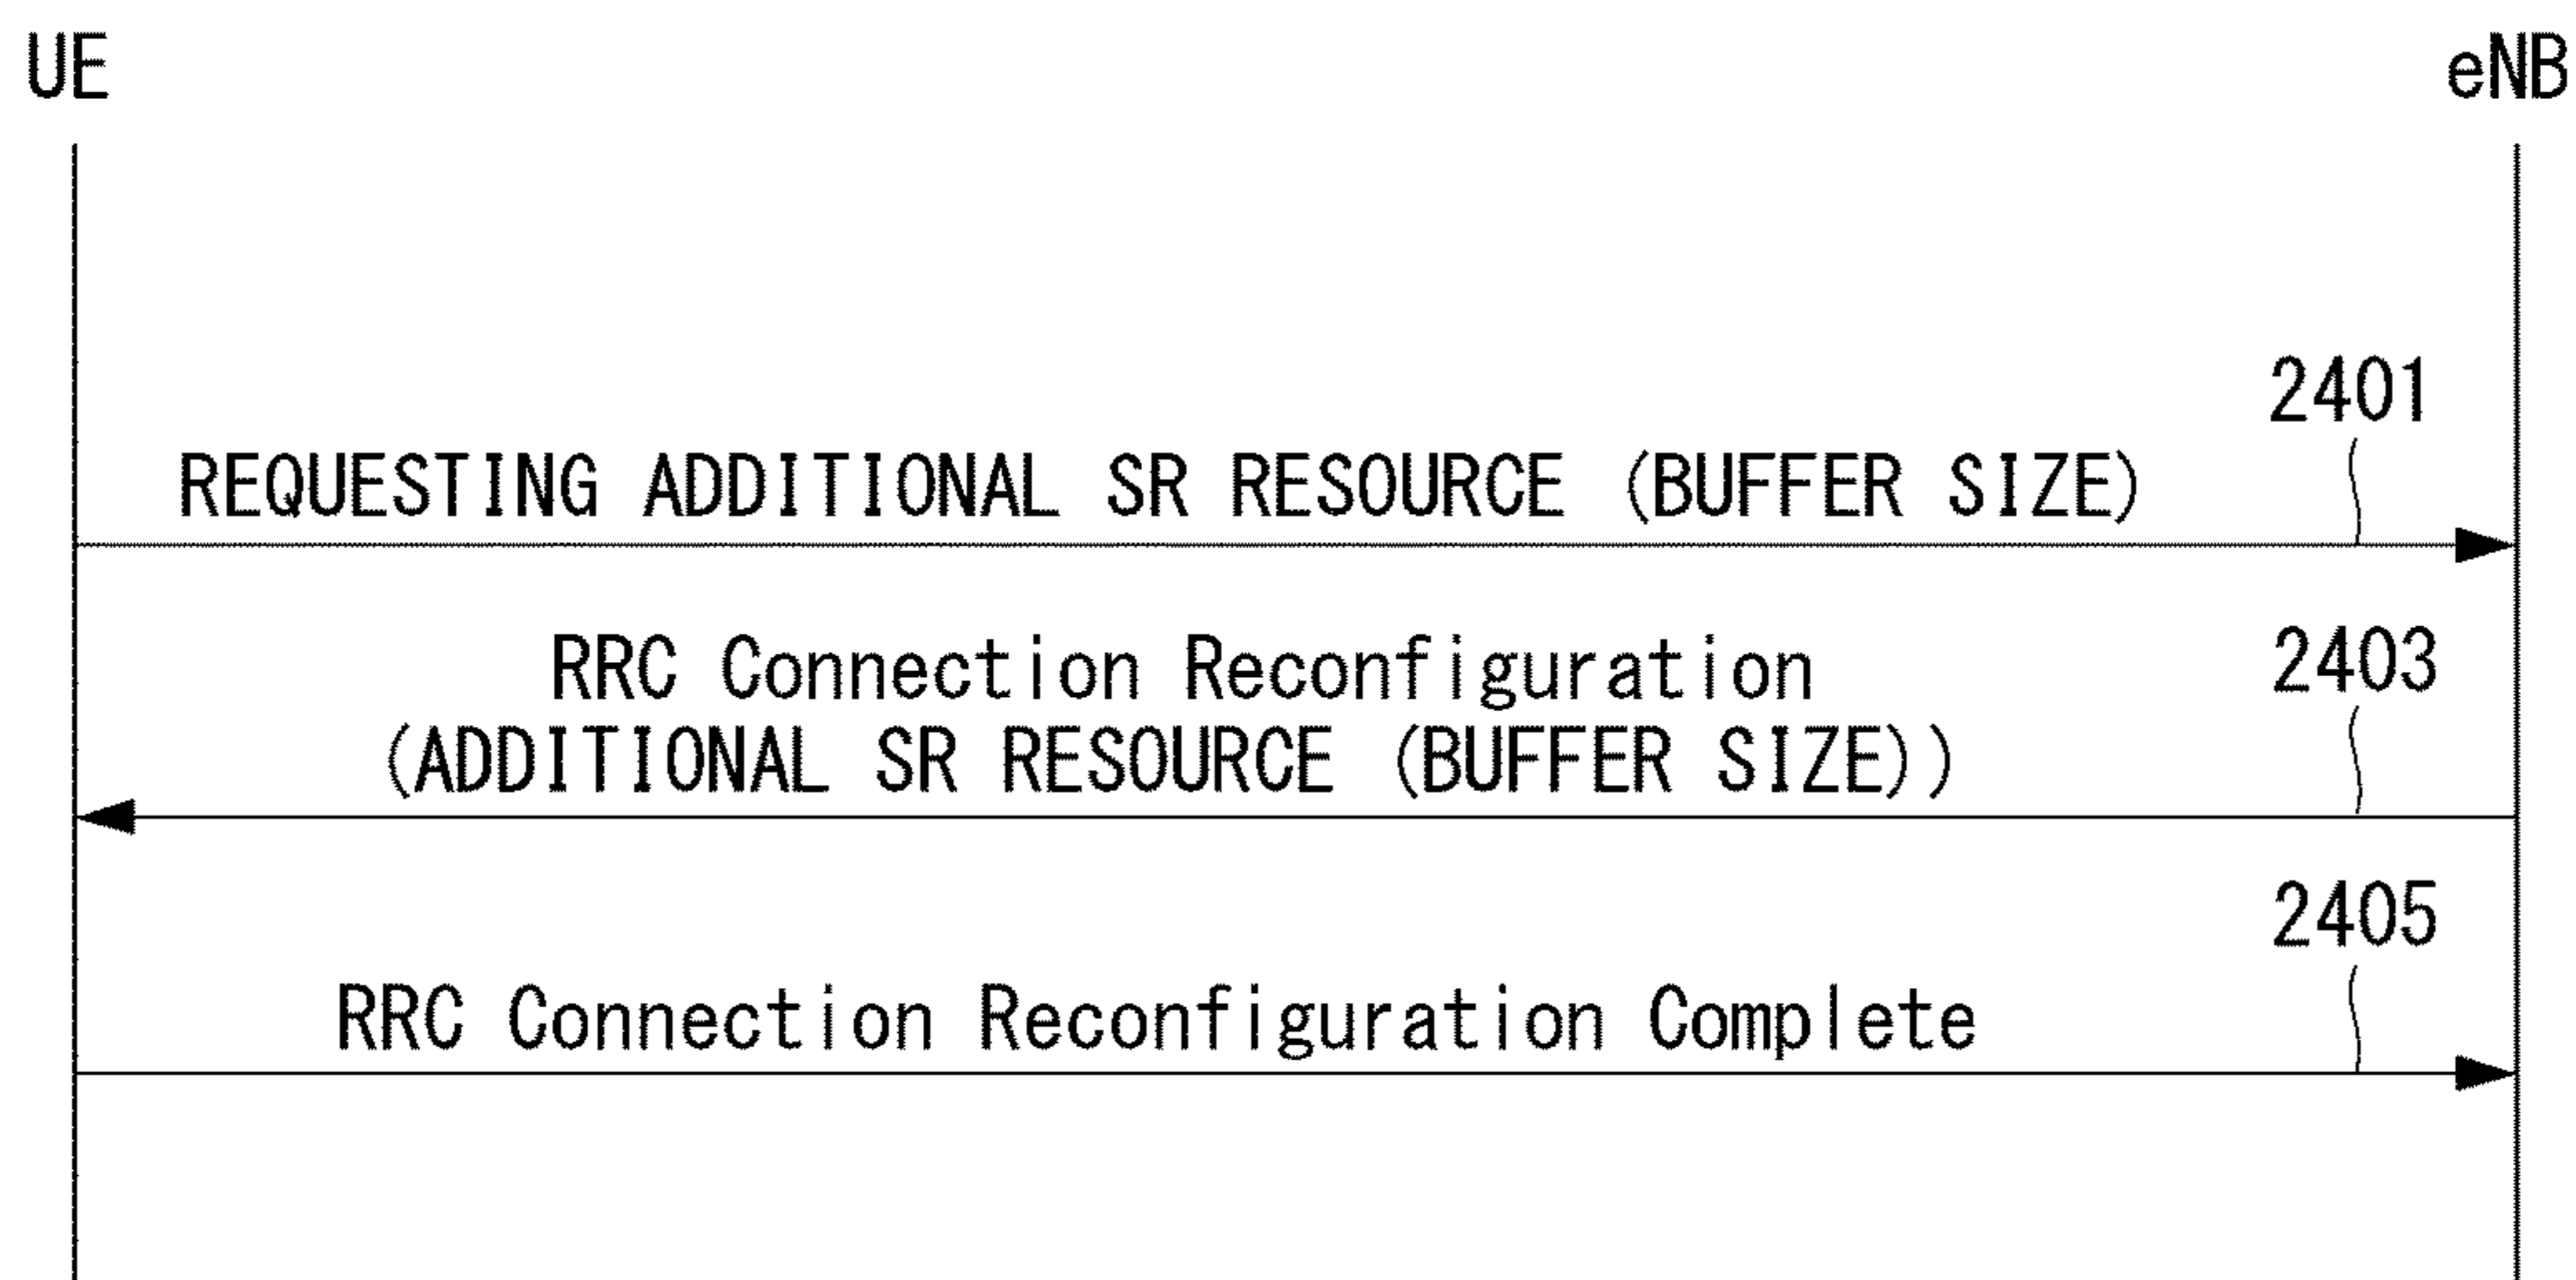 UE
eNB
2401
REQUESTING ADDITIONAL SR RESOURCE (BUFFER SIZE)
RRC Connection Reconfiguration
2403
(ADDITIONAL SR RESOURCE (BUFFER SIZE))
2405
RRC Connection Reconfiguration Complete